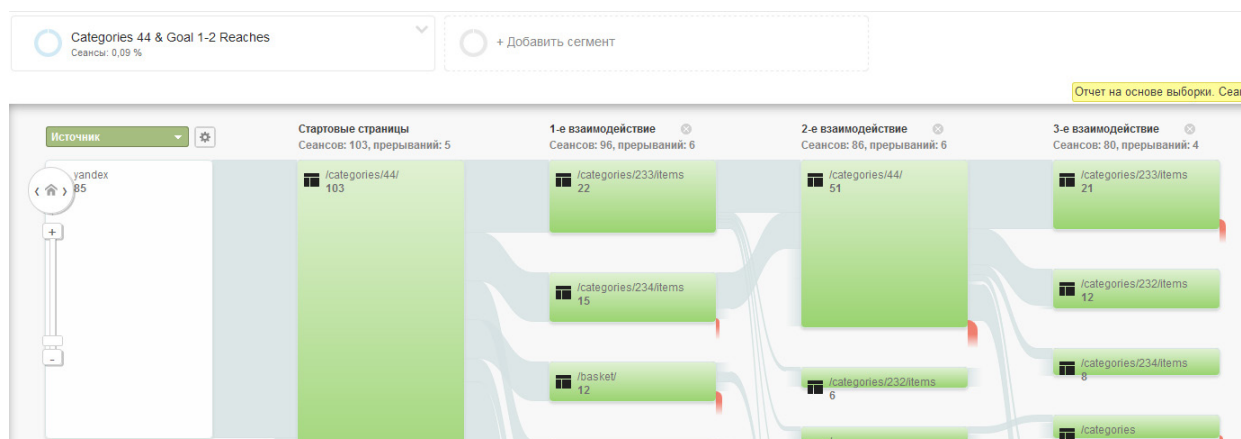 Categories 44 & Goal 1-2 Reaches
Сеансы: 0,09 %
+ Добавить сегмент
Отчет на основе выборки. Сеа
Источник
Стартовые страницы
Сеансов: 103, прерываний: 5
1-е взаимодействие
Сеансов: 96, прерываний: 6
2-е взаимодействие
Сеансов: 86, прерываний: 6
3-е взаимодействие
Сеансов: 80, прерываний: 4
yandex
85
/categories/44/
103
/categories/233/items
22
/categories/44/
51
/categories/233/items
21
/categories/234/items
15
/categories/232/items
12
/basket/
12
/categories/232/items
6
/categories/234/items
8
/categories